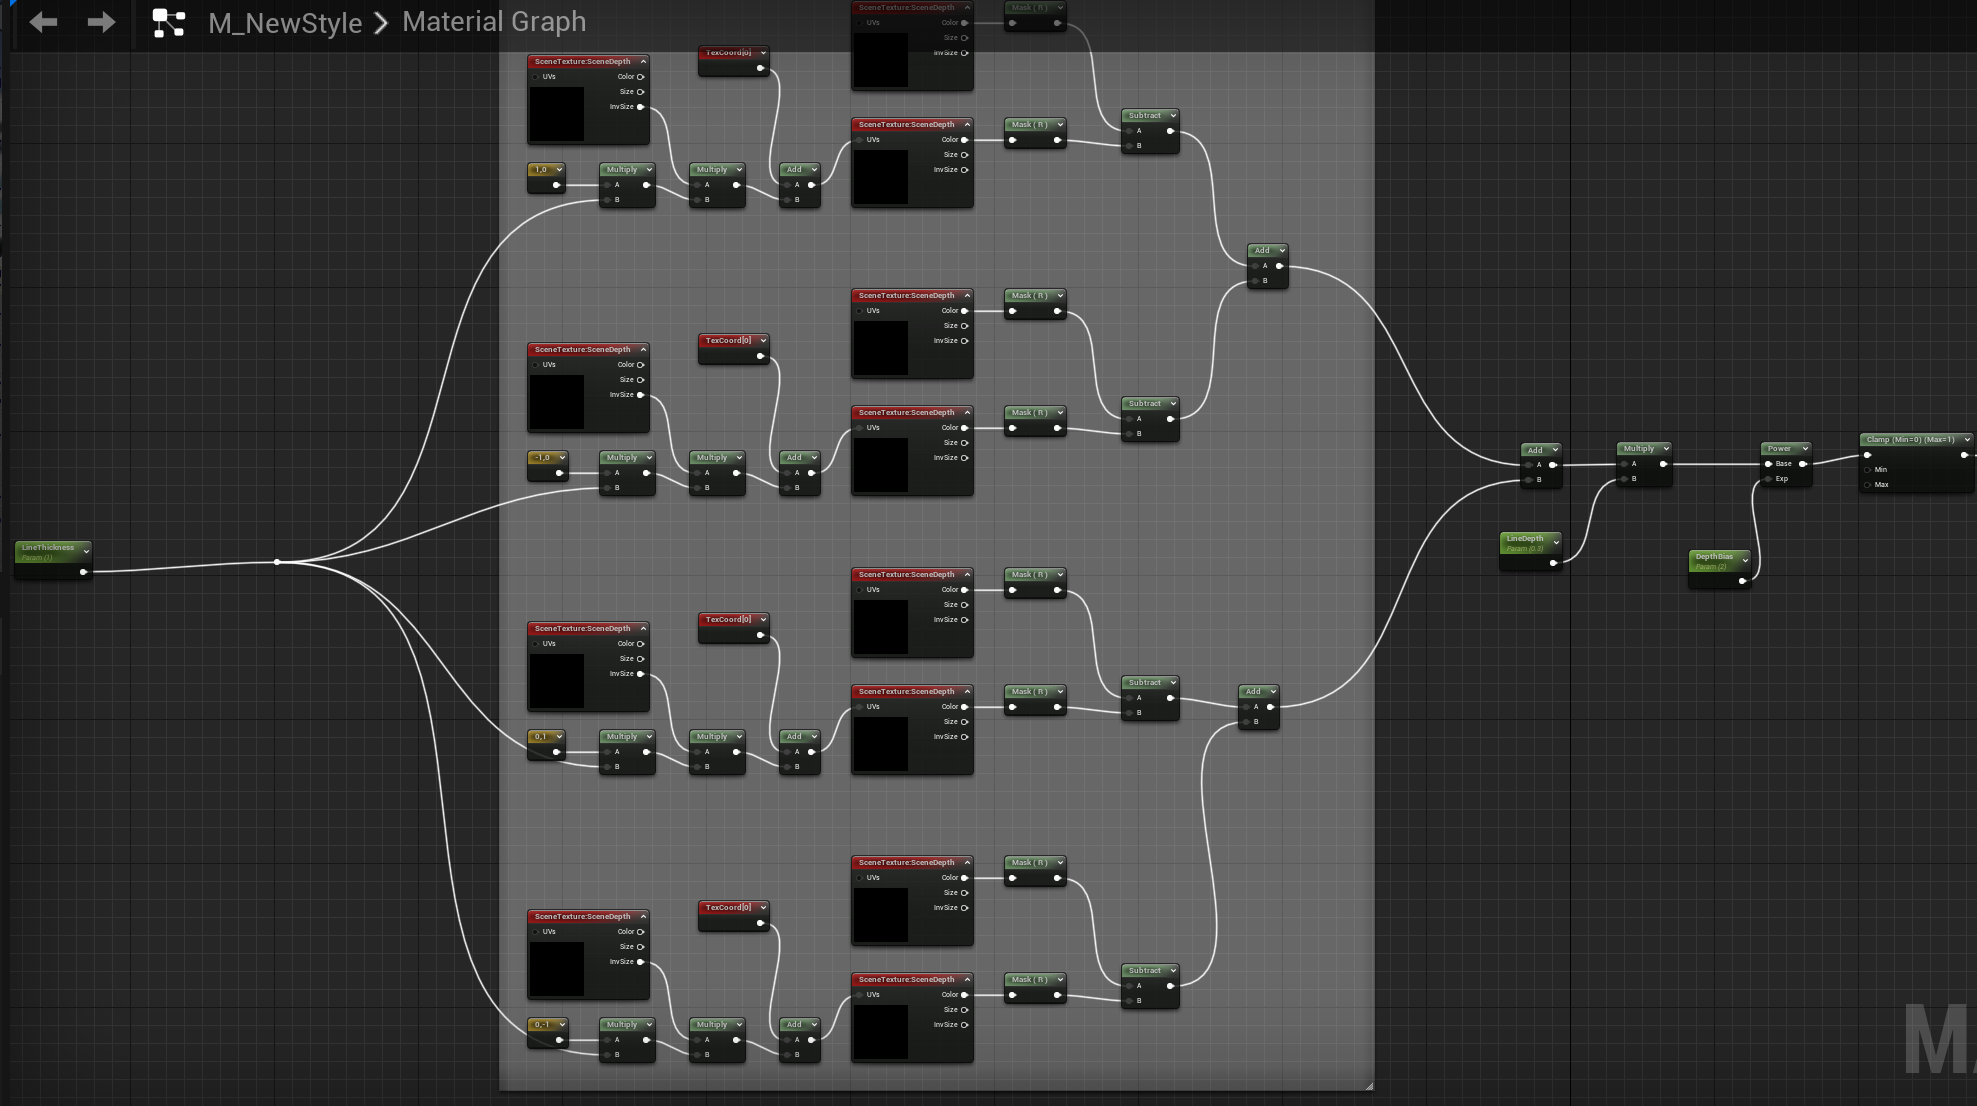 M_NewStyle > Material Graph
SceneTexture:SceneDepth
UVs Color
Size
InvSize
Mask ( R )
SceneTexture:SceneDepth
UVs Color
Size
InvSize
TexCoord[0]
1,0
Multiply
A
B
Multiply
A
B
Add
A
B
SceneTexture:SceneDepth
UVs Color
Size
InvSize
Mask ( R )
Subtract
A
B
Add
A
B
SceneTexture:SceneDepth
UVs Color
Size
InvSize
Mask ( R )
SceneTexture:SceneDepth
UVs Color
Size
InvSize
TexCoord[0]
-1,0
Multiply
A
B
Multiply
A
B
Add
A
B
SceneTexture:SceneDepth
UVs Color
Size
InvSize
Mask ( R )
Subtract
A
B
LineThickness
Param (1)
Add
A
B
Multiply
A
B
Power
Base
Exp
Clamp (Min=0) (Max=1)
Min
Max
LineDepth
Param (0,3)
DepthBias
Param (2)
SceneTexture:SceneDepth
UVs Color
Size
InvSize
Mask ( R )
SceneTexture:SceneDepth
UVs Color
Size
InvSize
TexCoord[0]
0,1
Multiply
A
B
Multiply
A
B
Add
A
B
SceneTexture:SceneDepth
UVs Color
Size
InvSize
Mask ( R )
Subtract
A
B
Add
A
B
SceneTexture:SceneDepth
UVs Color
Size
InvSize
Mask ( R )
SceneTexture:SceneDepth
UVs Color
Size
InvSize
TexCoord[0]
0,-1
Multiply
A
B
Multiply
A
B
Add
A
B
SceneTexture:SceneDepth
UVs Color
Size
InvSize
Mask ( R )
Subtract
A
B